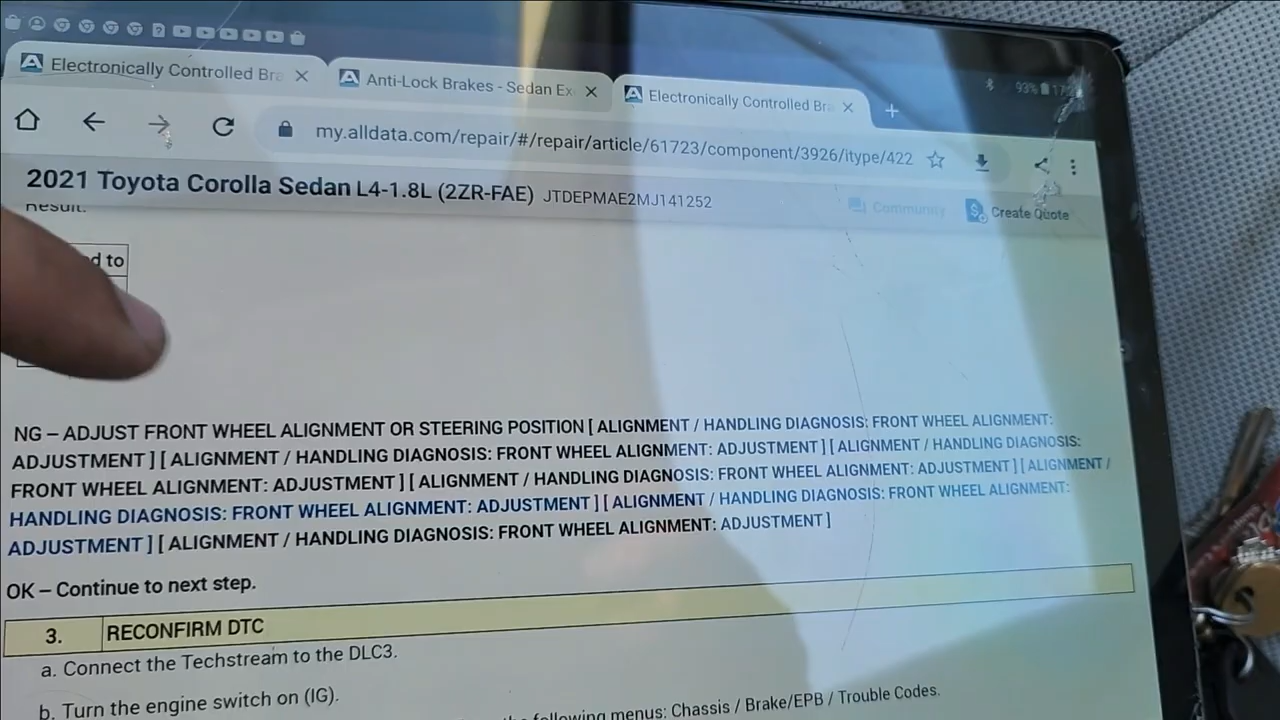 Electronically Controlled Bra
Anti-Lock Brakes - Sedan Ex
Electronically Controlled Bra
93%
my.alldata.com/repair/#/repair/article/61723/component/3926/itype/422
2021 Toyota Corolla Sedan L4-1.8L (2ZR-FAE) JTDEPMAE2MJ141252
Community
Create Quote
result.
d to
NG – ADJUST FRONT WHEEL ALIGNMENT OR STEERING POSITION [ ALIGNMENT / HANDLING DIAGNOSIS: FRONT WHEEL ALIGNMENT:
ADJUSTMENT ] [ ALIGNMENT / HANDLING DIAGNOSIS: FRONT WHEEL ALIGNMENT: ADJUSTMENT ] [ ALIGNMENT / HANDLING DIAGNOSIS:
FRONT WHEEL ALIGNMENT: ADJUSTMENT ] [ ALIGNMENT / HANDLING DIAGNOSIS: FRONT WHEEL ALIGNMENT: ADJUSTMENT ] [ ALIGNMENT /
HANDLING DIAGNOSIS: FRONT WHEEL ALIGNMENT: ADJUSTMENT ] [ ALIGNMENT / HANDLING DIAGNOSIS: FRONT WHEEL ALIGNMENT:
ADJUSTMENT ] [ ALIGNMENT / HANDLING DIAGNOSIS: FRONT WHEEL ALIGNMENT: ADJUSTMENT ]
OK – Continue to next step.
3. RECONFIRM DTC
a. Connect the Techstream to the DLC3.
b. Turn the engine switch on (IG).
following menus: Chassis / Brake/EPB / Trouble Codes.